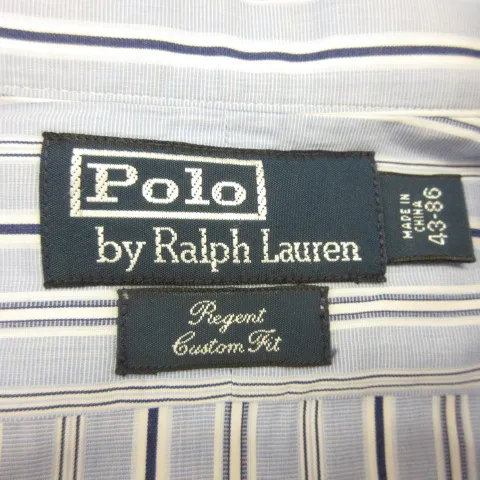 Polo
by Ralph Lauren
MADE IN
CHINA
43-86
Regent
Custom Fit